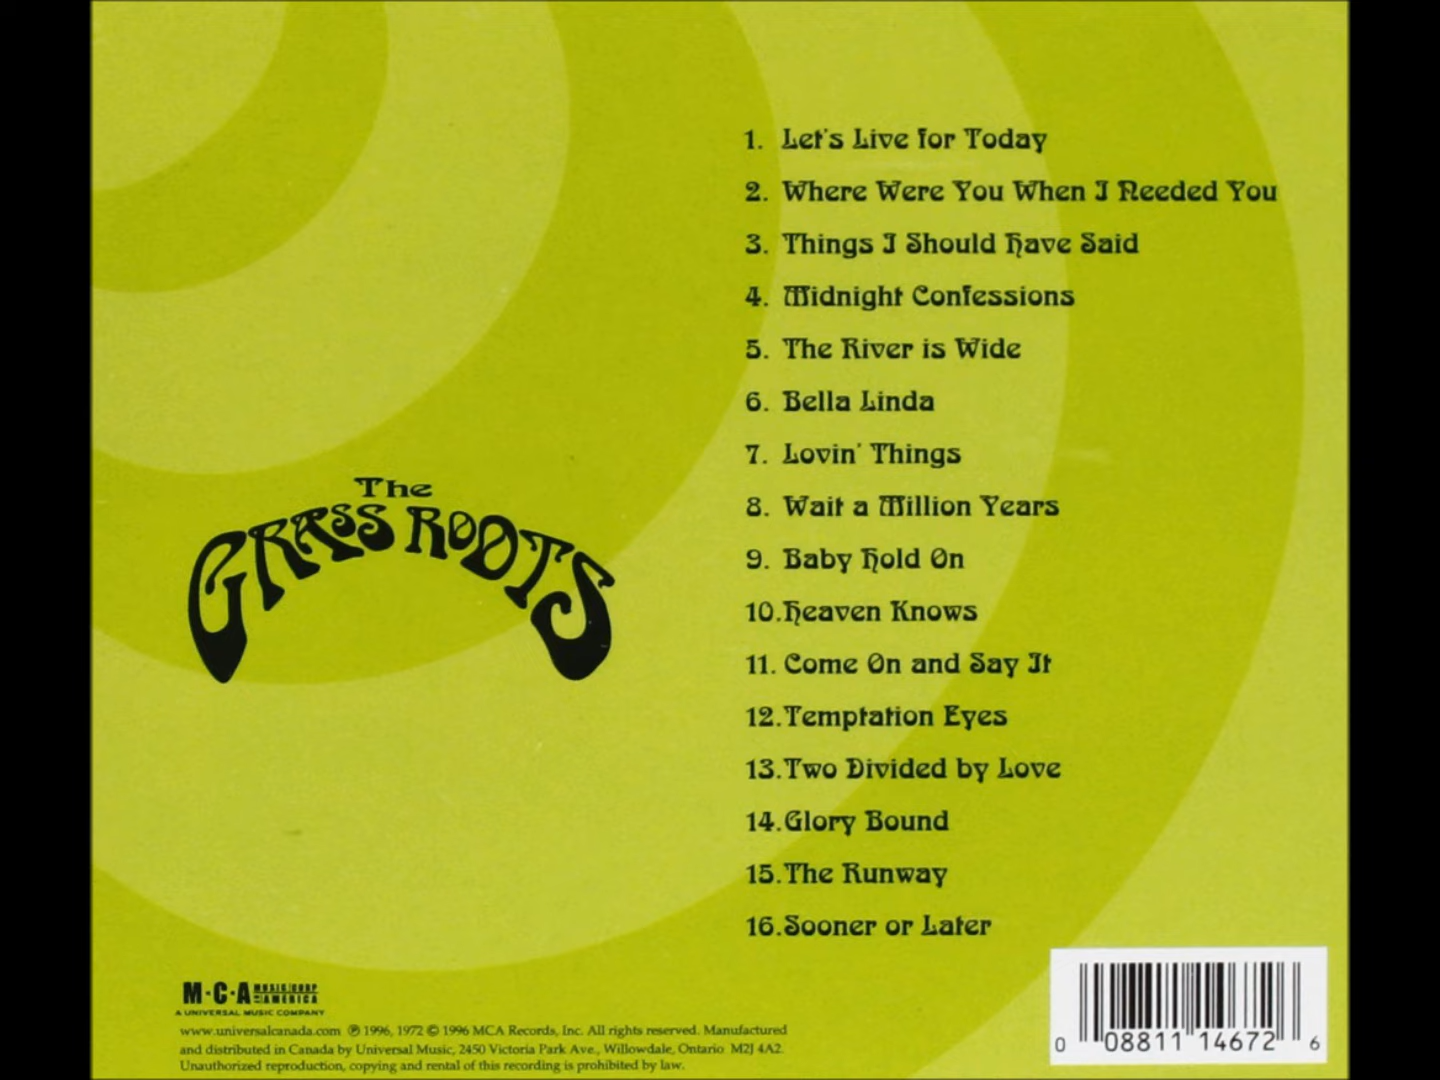 1. Let's Live for Today
2. Where Were You When I Needed You
3. Things I Should Have Said
4. Midnight Confessions
5. The River is Wide
6. Bella Linda
7. Lovin' Things
8. Wait a Million Years
9. Baby Hold On
10. Heaven Knows
11. Come On and Say It
12. Temptation Eyes
13. Two Divided by Love
14. Glory Bound
15. The Runway
16. Sooner or Later
The
GRASS ROOTS
M·C·A MUSIC CORP OF AMERICA
A UNIVERSAL MUSIC COMPANY
www.universalcanada.com ℗ 1996, 1972 © 1996 MCA Records, Inc. All rights reserved. Manufactured
and distributed in Canada by Universal Music, 2450 Victoria Park Ave., Willowdale, Ontario M2J 4A2.
Unauthorized reproduction, copying and rental of this recording is prohibited by law.
0 08811 14672 6